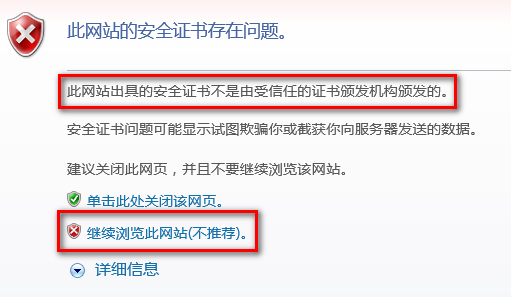 此网站的安全证书存在问题。
此网站出具的安全证书不是由受信任的证书颁发机构颁发的。
安全证书问题可能显示试图欺骗你或截获你向服务器发送的数据。
建议关闭此网页，并且不要继续浏览该网站。
单击此处关闭该网页。
继续浏览此网站(不推荐)。
详细信息